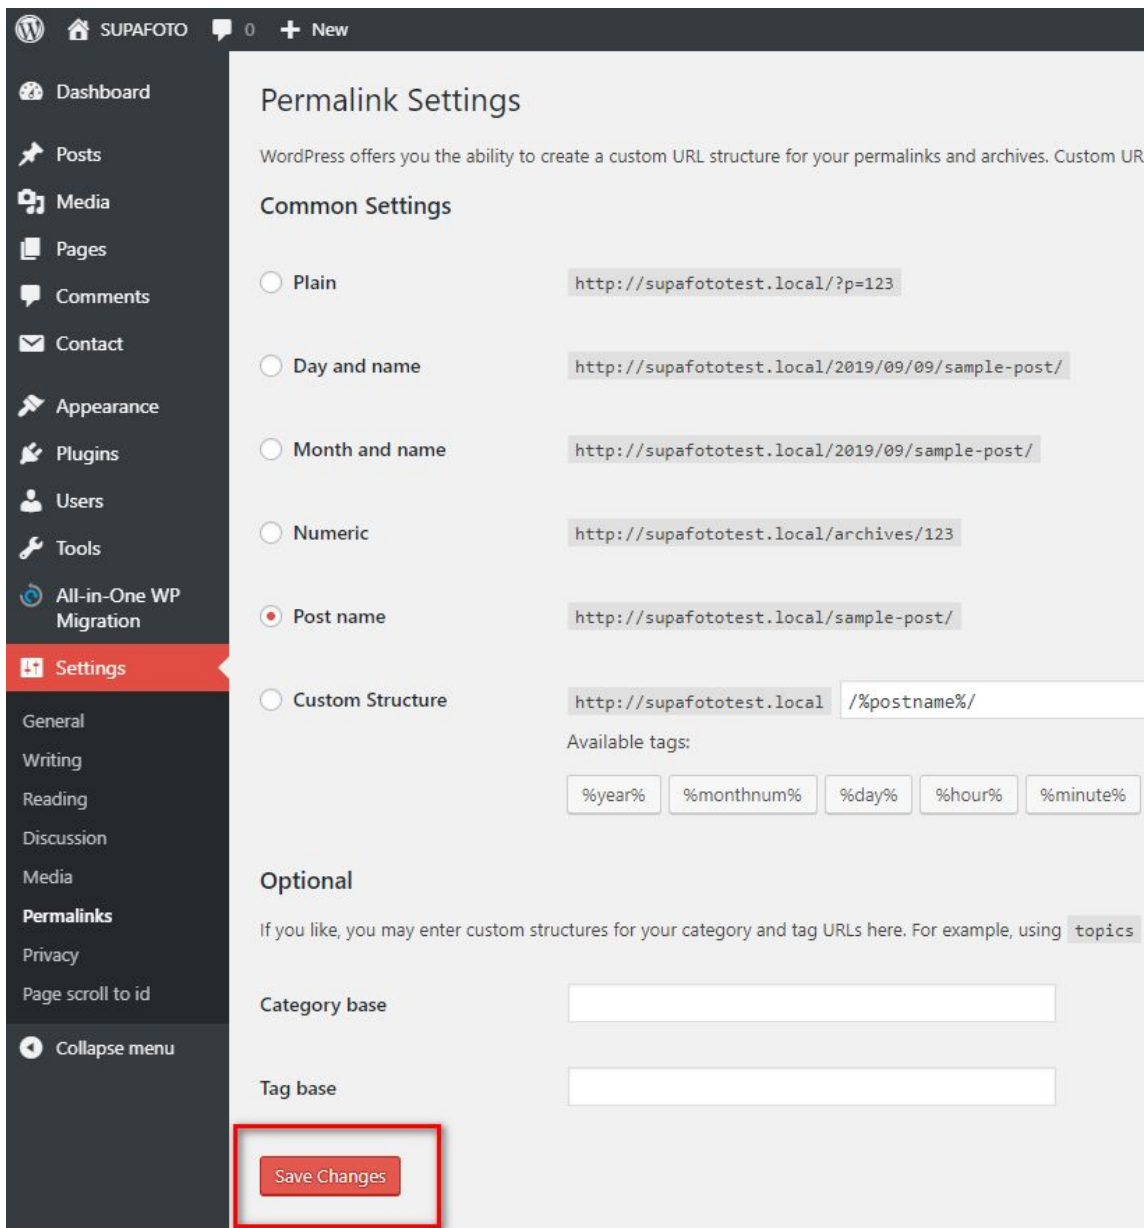 SUPAFOTO 0 + New
Dashboard
Posts
Media
Pages
Comments
Contact
Appearance
Plugins
Users
Tools
All-in-One WP
Migration
Settings
General
Writing
Reading
Discussion
Media
Permalinks
Privacy
Page scroll to id
Collapse menu
Permalink Settings
WordPress offers you the ability to create a custom URL structure for your permalinks and archives. Custom UR
Common Settings
Plain http://supafototest.local/?p=123
Day and name http://supafototest.local/2019/09/09/sample-post/
Month and name http://supafototest.local/2019/09/sample-post/
Numeric http://supafototest.local/archives/123
Post name http://supafototest.local/sample-post/
Custom Structure http://supafototest.local /%postname%/
Available tags:
%year% %monthnum% %day% %hour% %minute%
Optional
If you like, you may enter custom structures for your category and tag URLs here. For example, using topics
Category base
Tag base
Save Changes